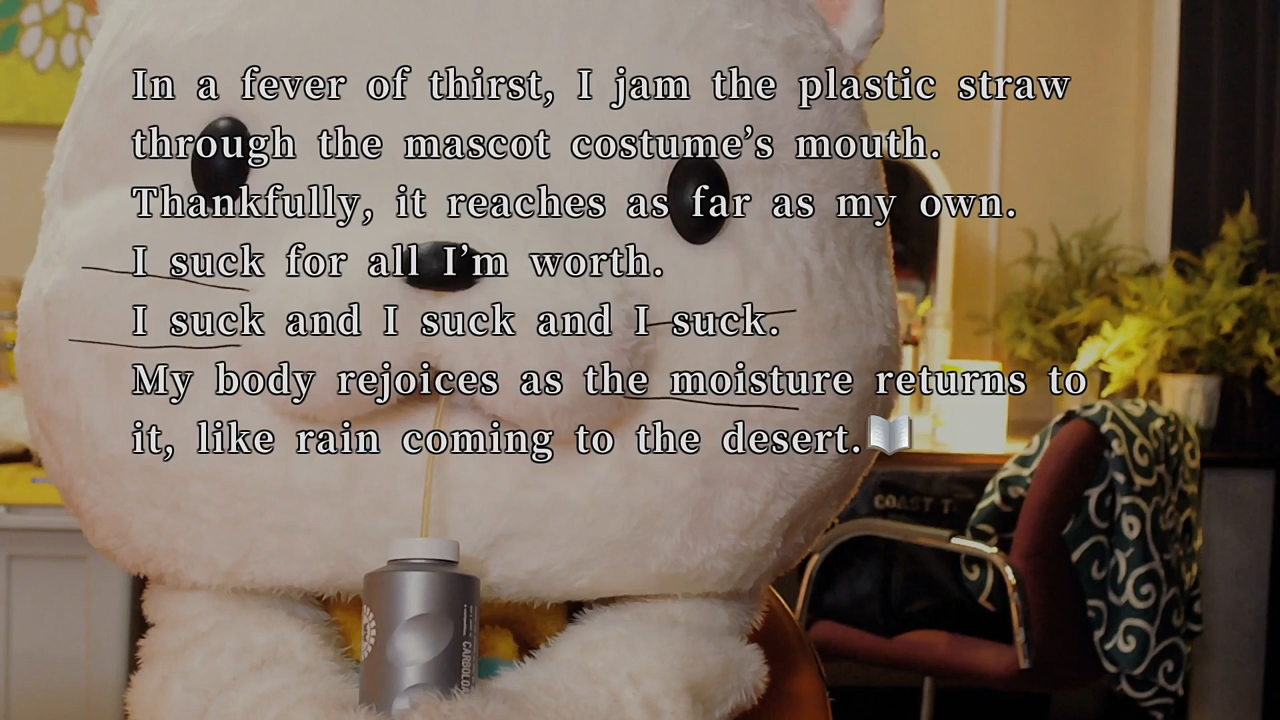 In a fever of thirst, I jam the plastic straw
through the mascot costume’s mouth.
Thankfully, it reaches as far as my own.
I suck for all I’m worth.
I suck and I suck and I suck.
My body rejoices as the moisture returns to
it, like rain coming to the desert.
COAST